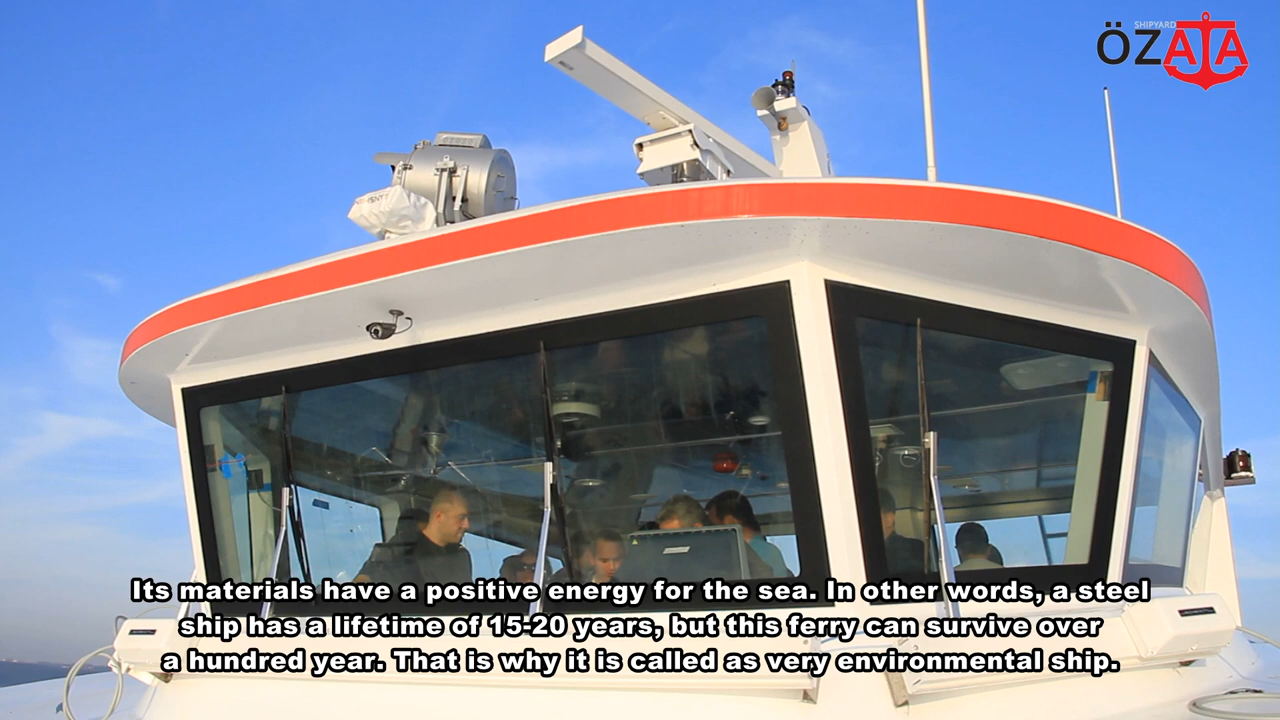 SHIPYARD
ÖZATA
Its materials have a positive energy for the sea. In other words, a steel
ship has a lifetime of 15-20 years, but this ferry can survive over
a hundred year. That is why it is called as very environmental ship.